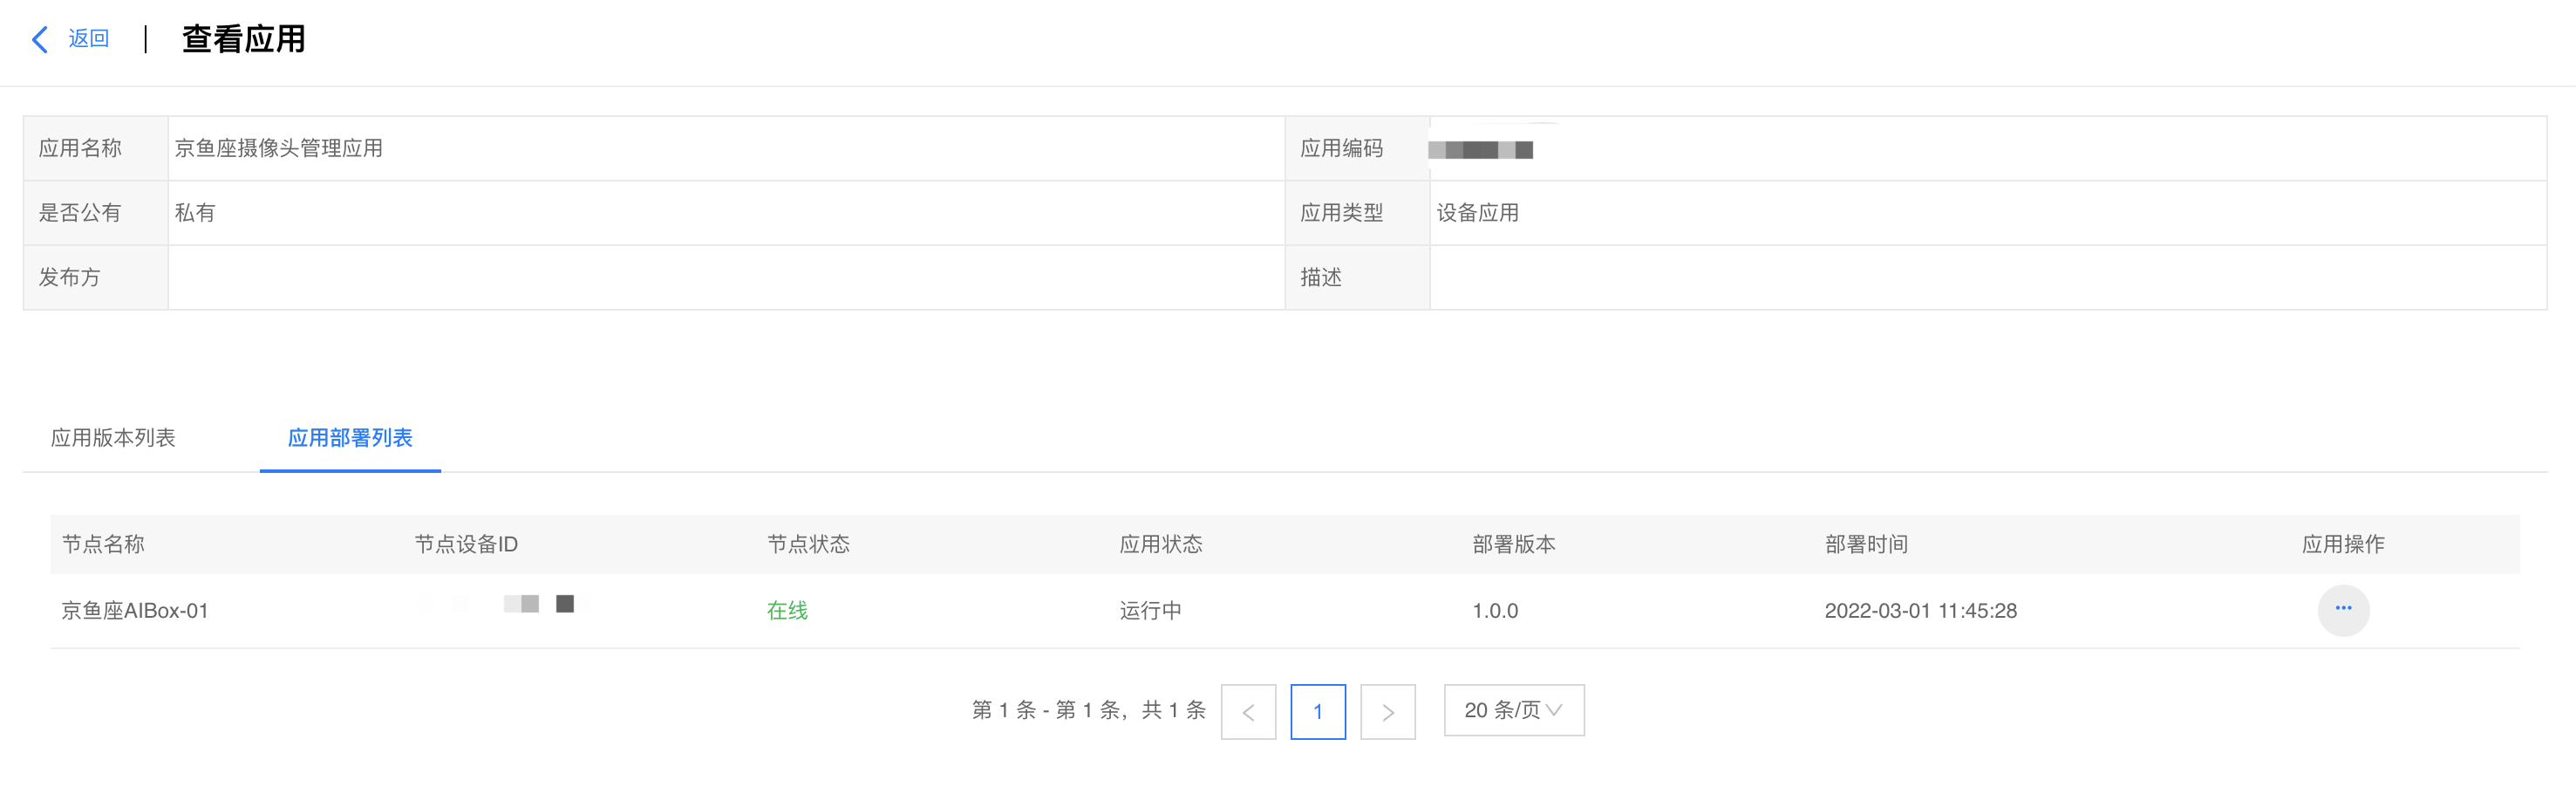 返回 查看应用
应用名称 京鱼座摄像头管理应用 应用编码
是否公有 私有 应用类型 设备应用
发布方 描述
应用版本列表 应用部署列表
节点名称 节点设备ID 节点状态 应用状态 部署版本 部署时间 应用操作
京鱼座AIBox-01 在线 运行中 1.0.0 2022-03-01 11:45:28
第 1 条 - 第 1 条，共 1 条 1 20 条/页